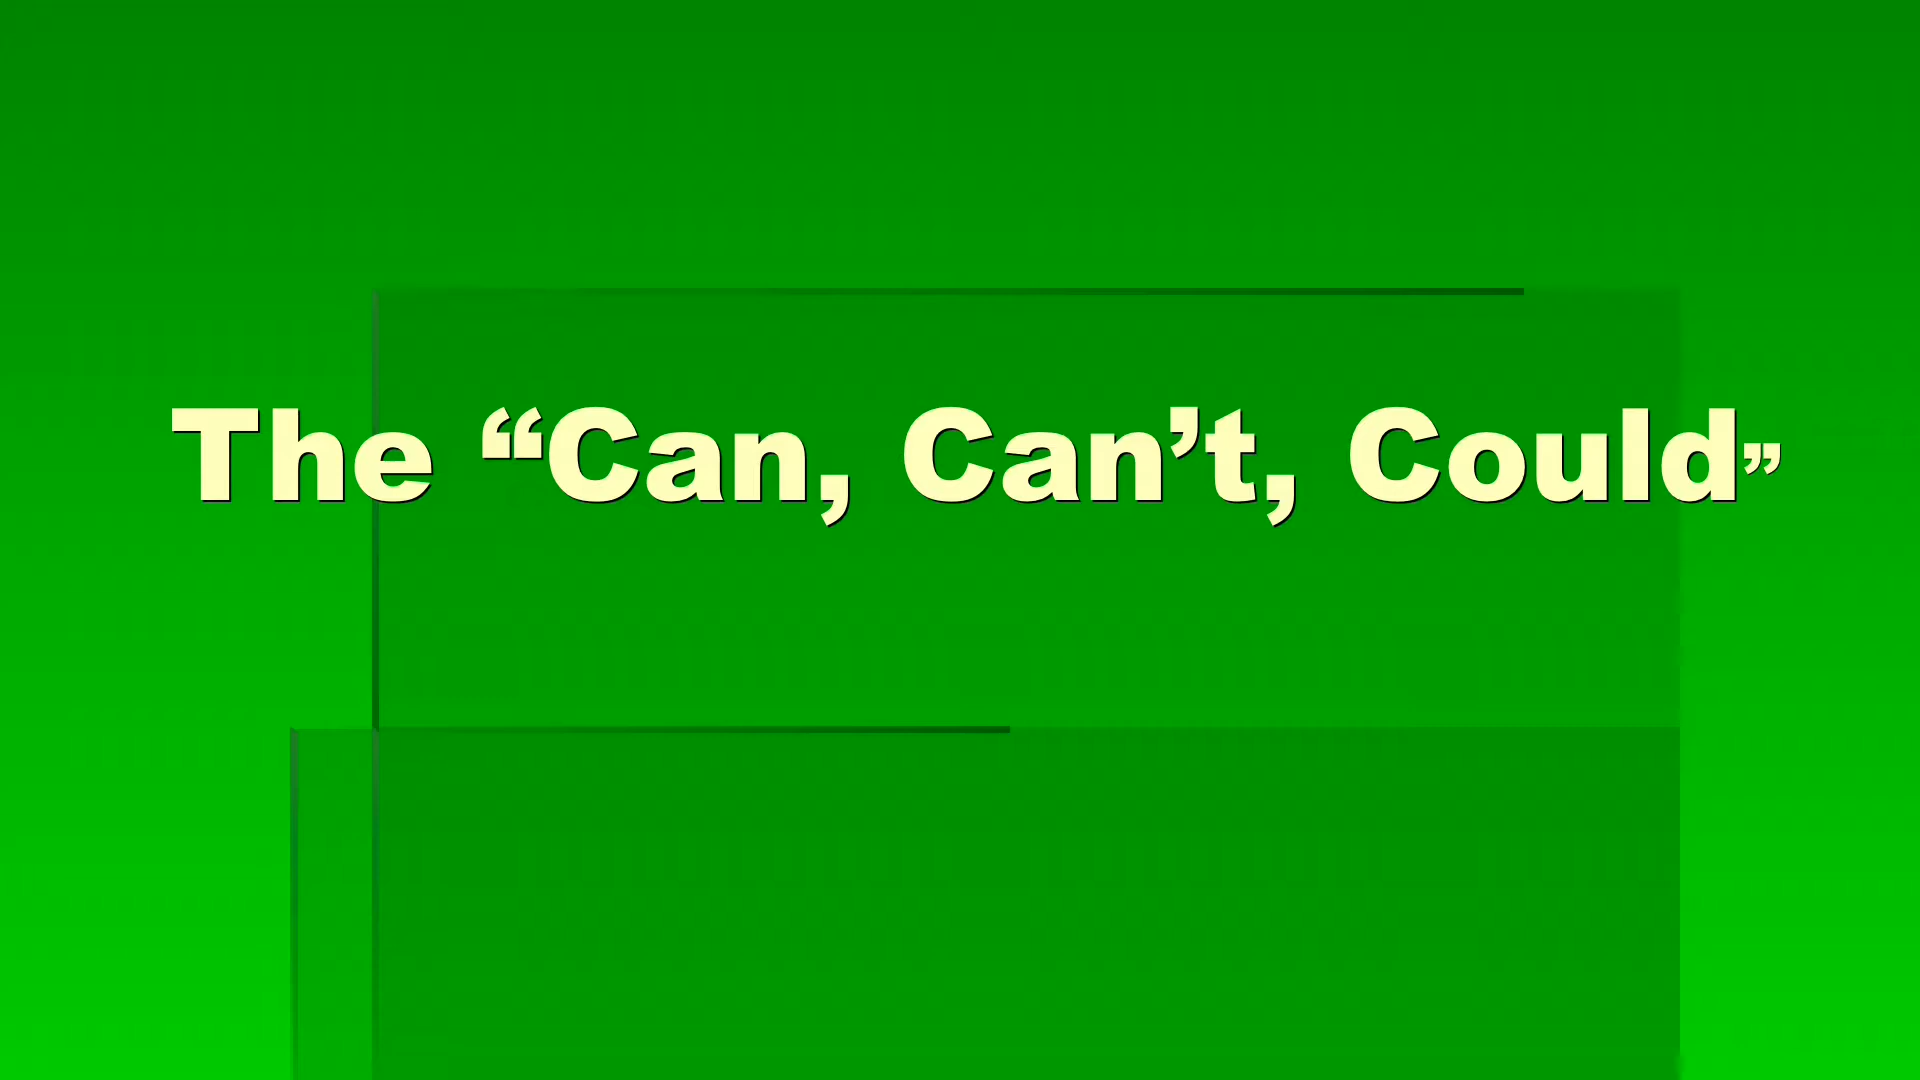 The “Can, Can’t, Could”